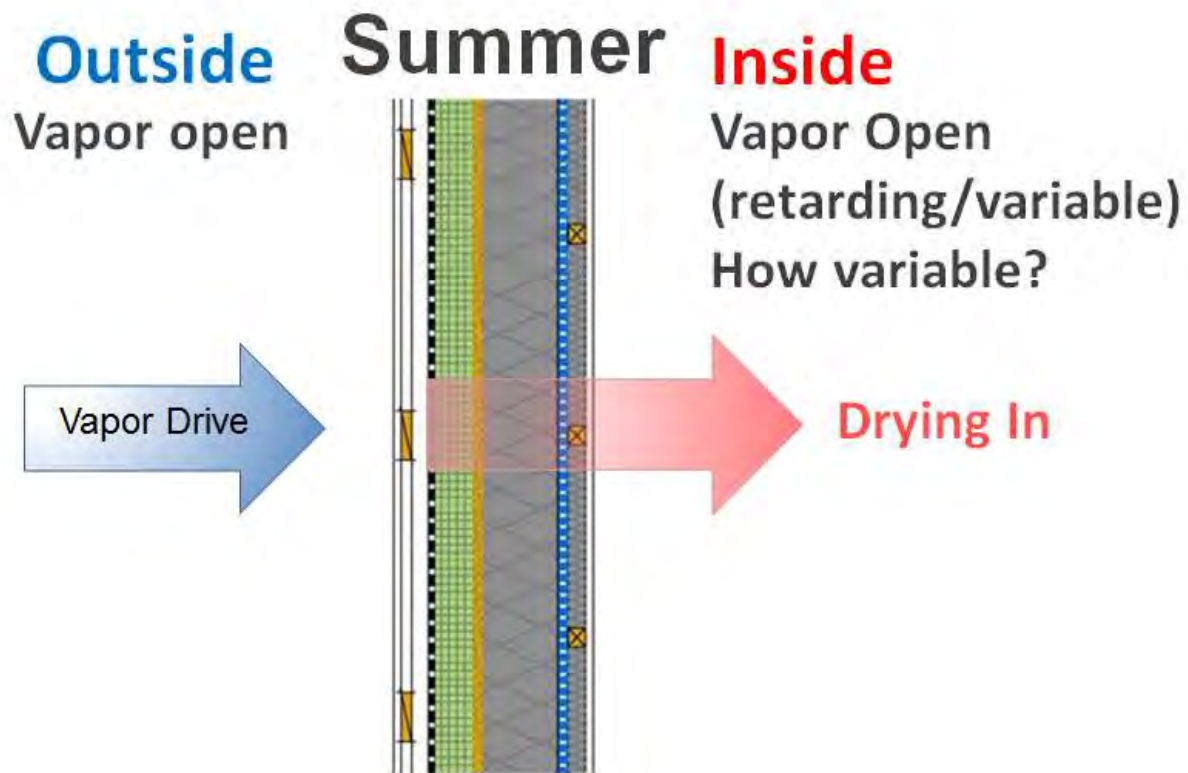 Summer
Outside
Vapor open
Inside
Vapor Open
(retarding/variable)
How variable?
Vapor Drive
Drying In